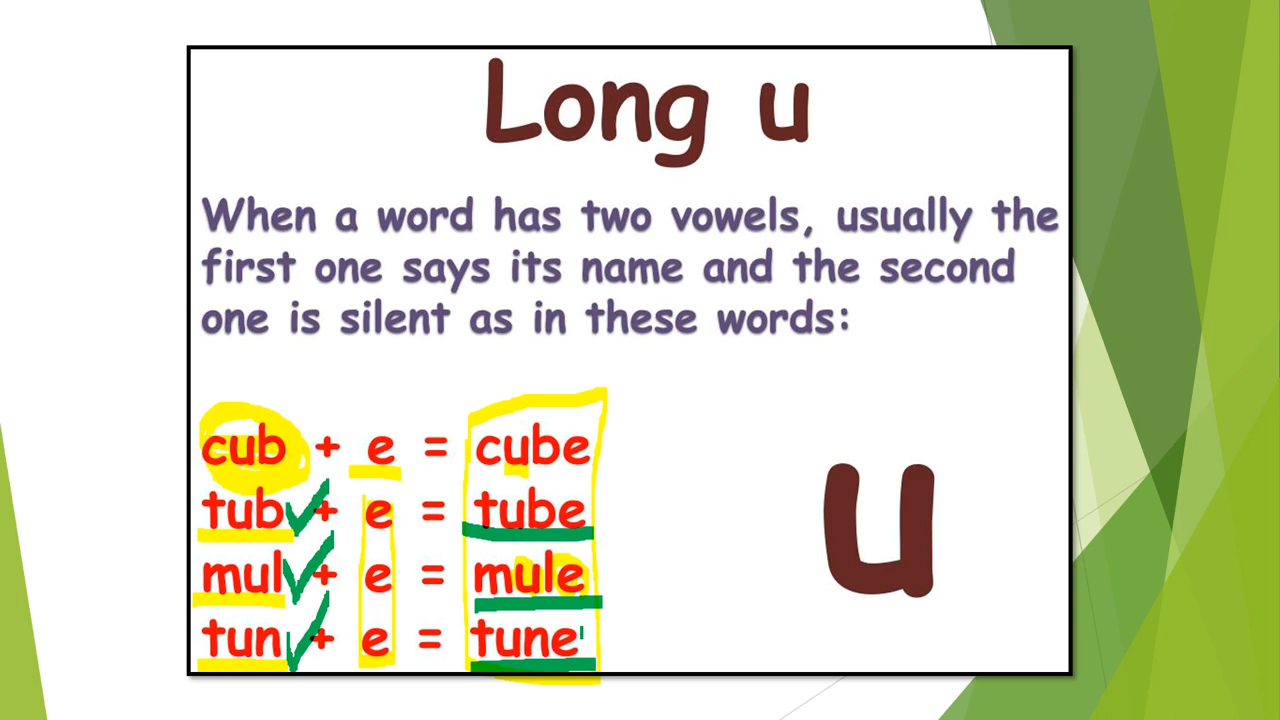 Long u
When a word has two vowels, usually the
first one says its name and the second
one is silent as in these words:
cub + e = cube
tub + e = tube
mul + e = mule
tun + e = tune
u